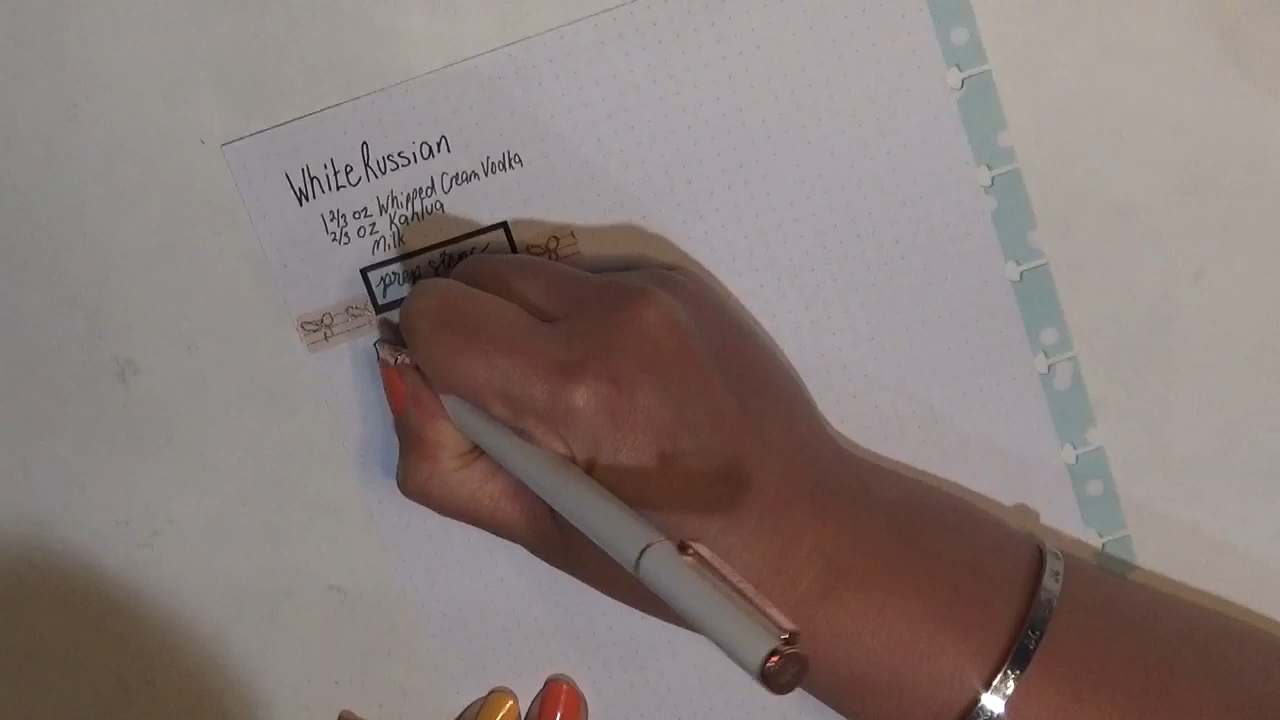 White Russian
1 2/3 oz Whipped Cream Vodka
2/3 oz Kahlua
Milk
prep steps